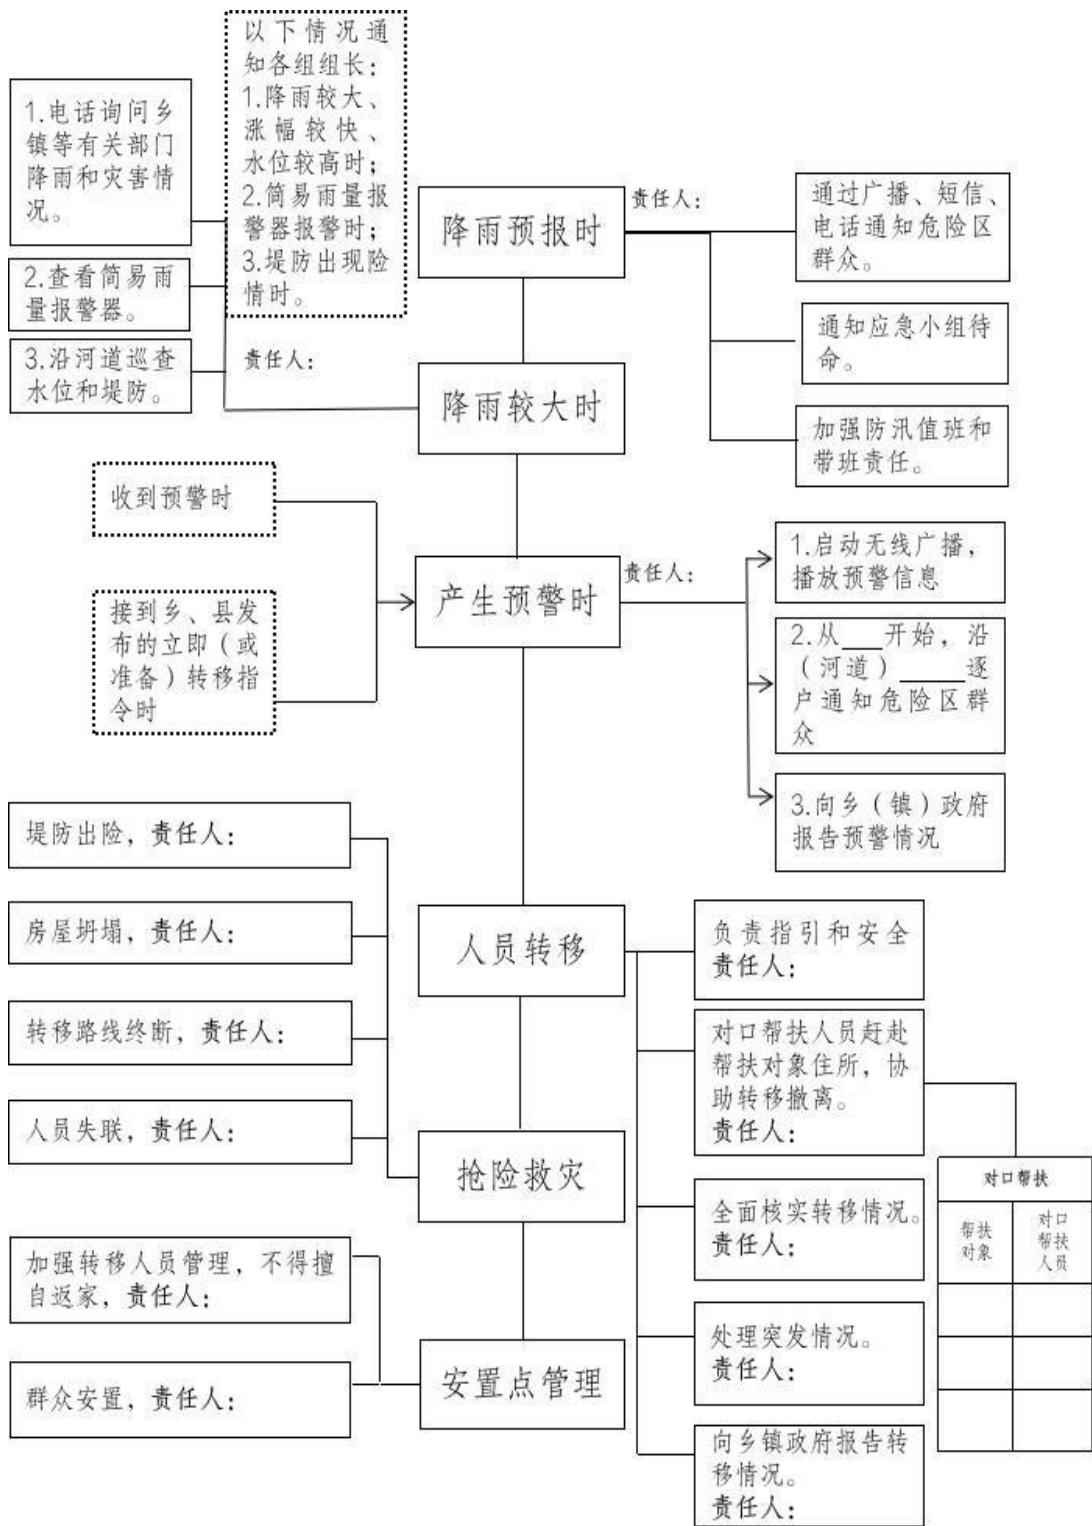 以下情况通
知各组组长：
1.降雨较大、
涨幅较快、
水位较高时；
2.简易雨量报
警器报警时；
3.堤防出现险
情时。
1.电话询问乡
镇等有关部门
降雨和灾害情
况。
2.查看简易雨
量报警器。
3.沿河道巡查
水位和堤防。
责任人：
降雨预报时
责任人：
通过广播、短信、
电话通知危险区
群众。
通知应急小组待
命。
加强防汛值班和
带班责任。
降雨较大时
收到预警时
接到乡、县发
布的立即（或
准备）转移指
令时
产生预警时
责任人：
1.启动无线广播，
播放预警信息
2.从___开始，沿
（河道）_____逐
户通知危险区群
众
3.向乡（镇）政府
报告预警情况
堤防出险，责任人：
房屋坍塌，责任人：
转移路线终断，责任人：
人员失联，责任人：
人员转移
负责指引和安全
责任人：
对口帮扶人员赶赴
帮扶对象住所，协
助转移撤离。
责任人：
全面核实转移情况。
责任人：
处理突发情况。
责任人：
向乡镇政府报告转
移情况。
责任人：
对口帮扶
帮扶
对象
对口
帮扶
人员
抢险救灾
加强转移人员管理，不得擅
自返家，责任人：
群众安置，责任人：
安置点管理